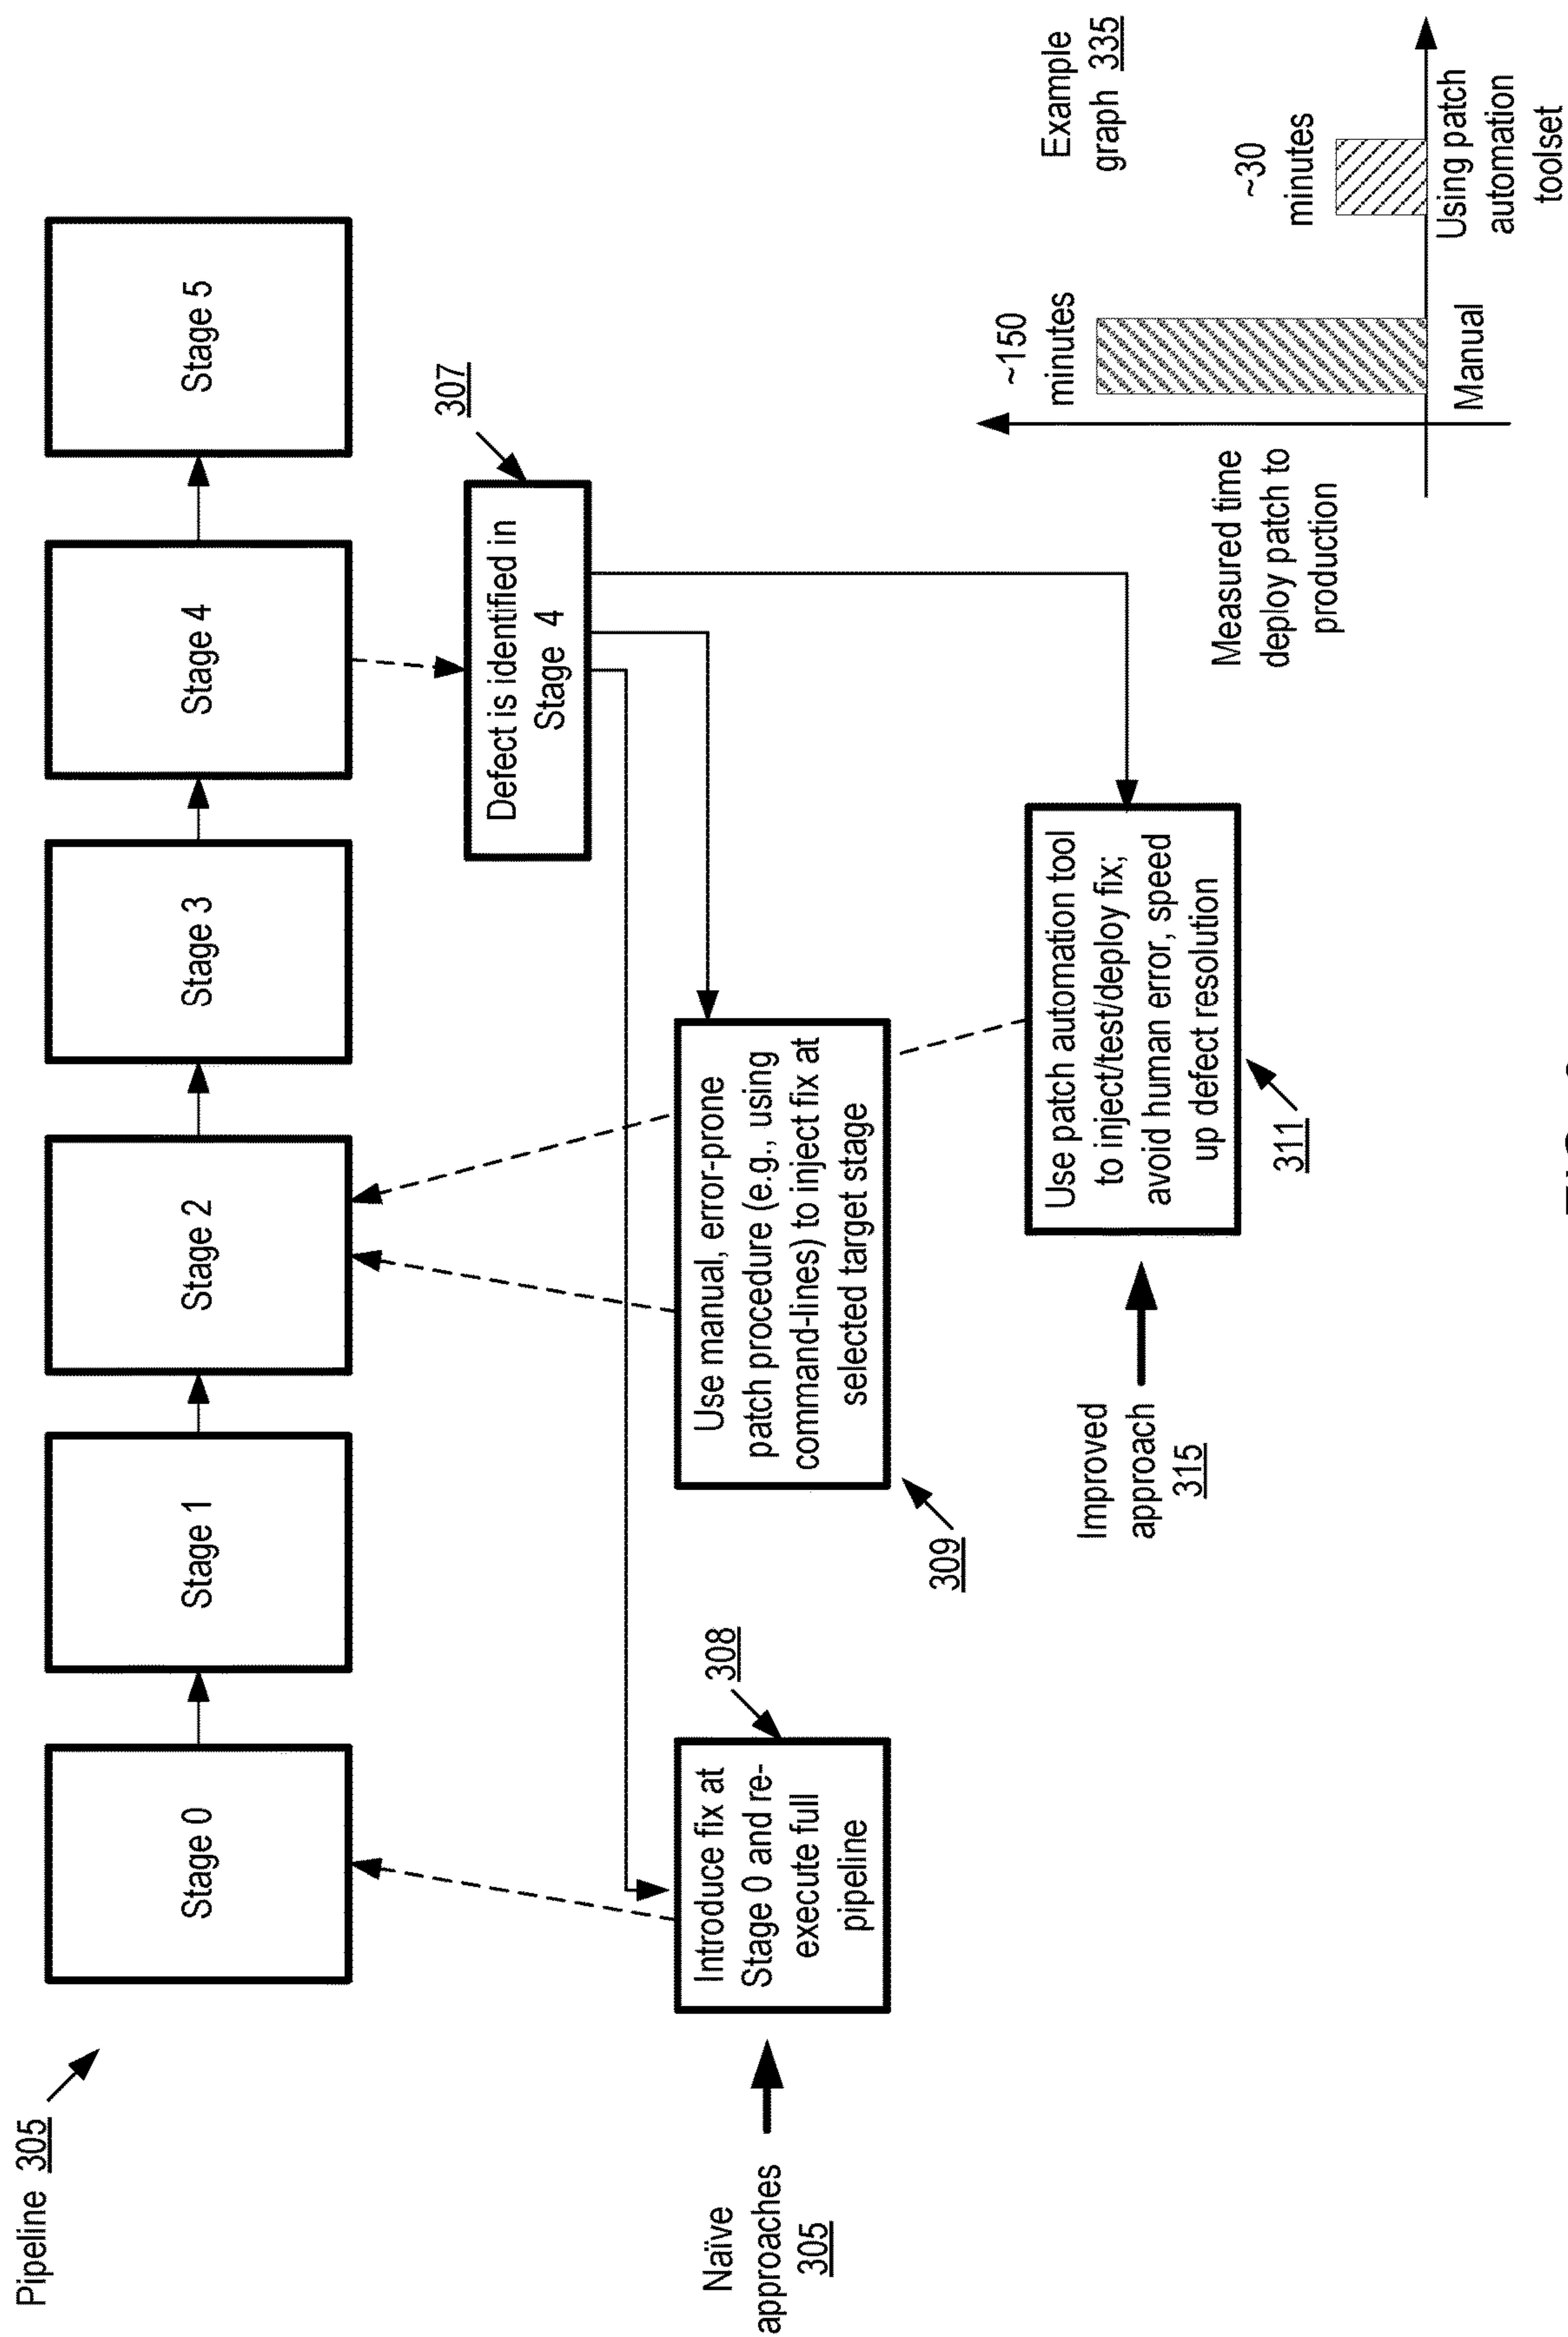 Pipeline 305
Stage 0
Stage 1
Stage 2
Stage 3
Stage 4
Stage 5
307
Defect is identified in
Stage 4
Naïve
approaches
305
Introduce fix at
Stage 0 and re-
execute full
pipeline
308
Use manual, error-prone
patch procedure (e.g., using
command-lines) to inject fix at
selected target stage
309
Improved
approach
315
Use patch automation tool
to inject/test/deploy fix;
avoid human error, speed
up defect resolution
311
Example
graph 335
Measured time
deploy patch to
production
~150
minutes
~30
minutes
Manual
Using patch
automation
toolset